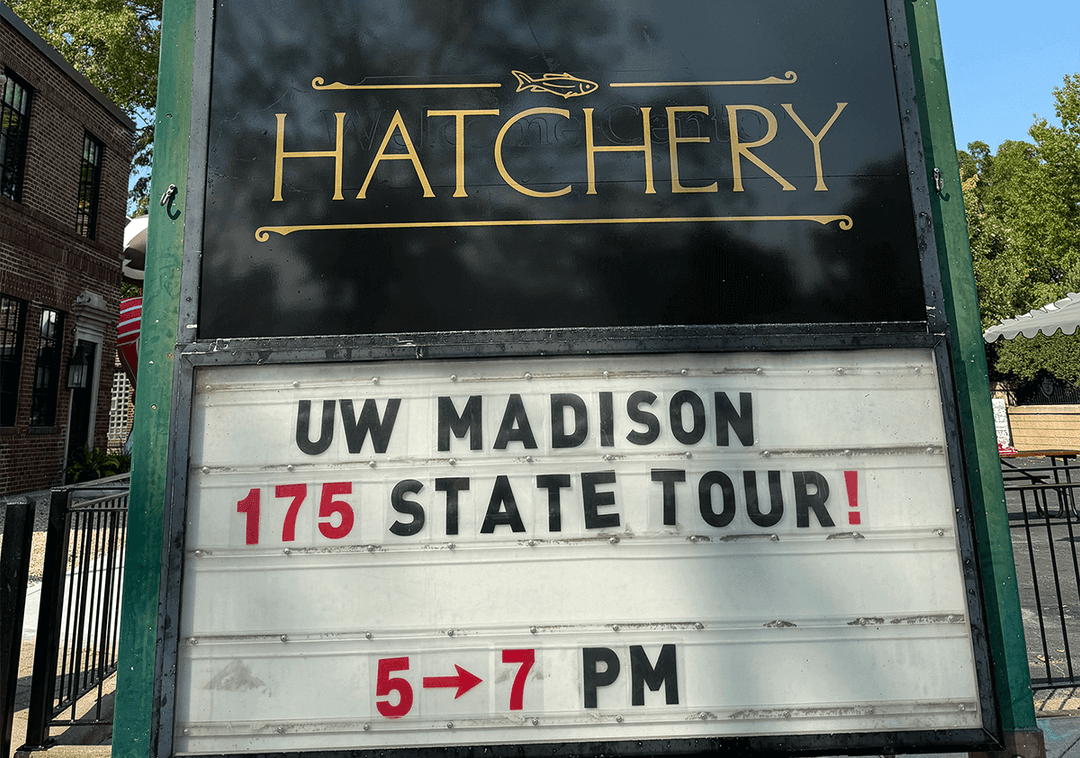 HATCHERY
UW MADISON
175 STATE TOUR!
5→7 PM